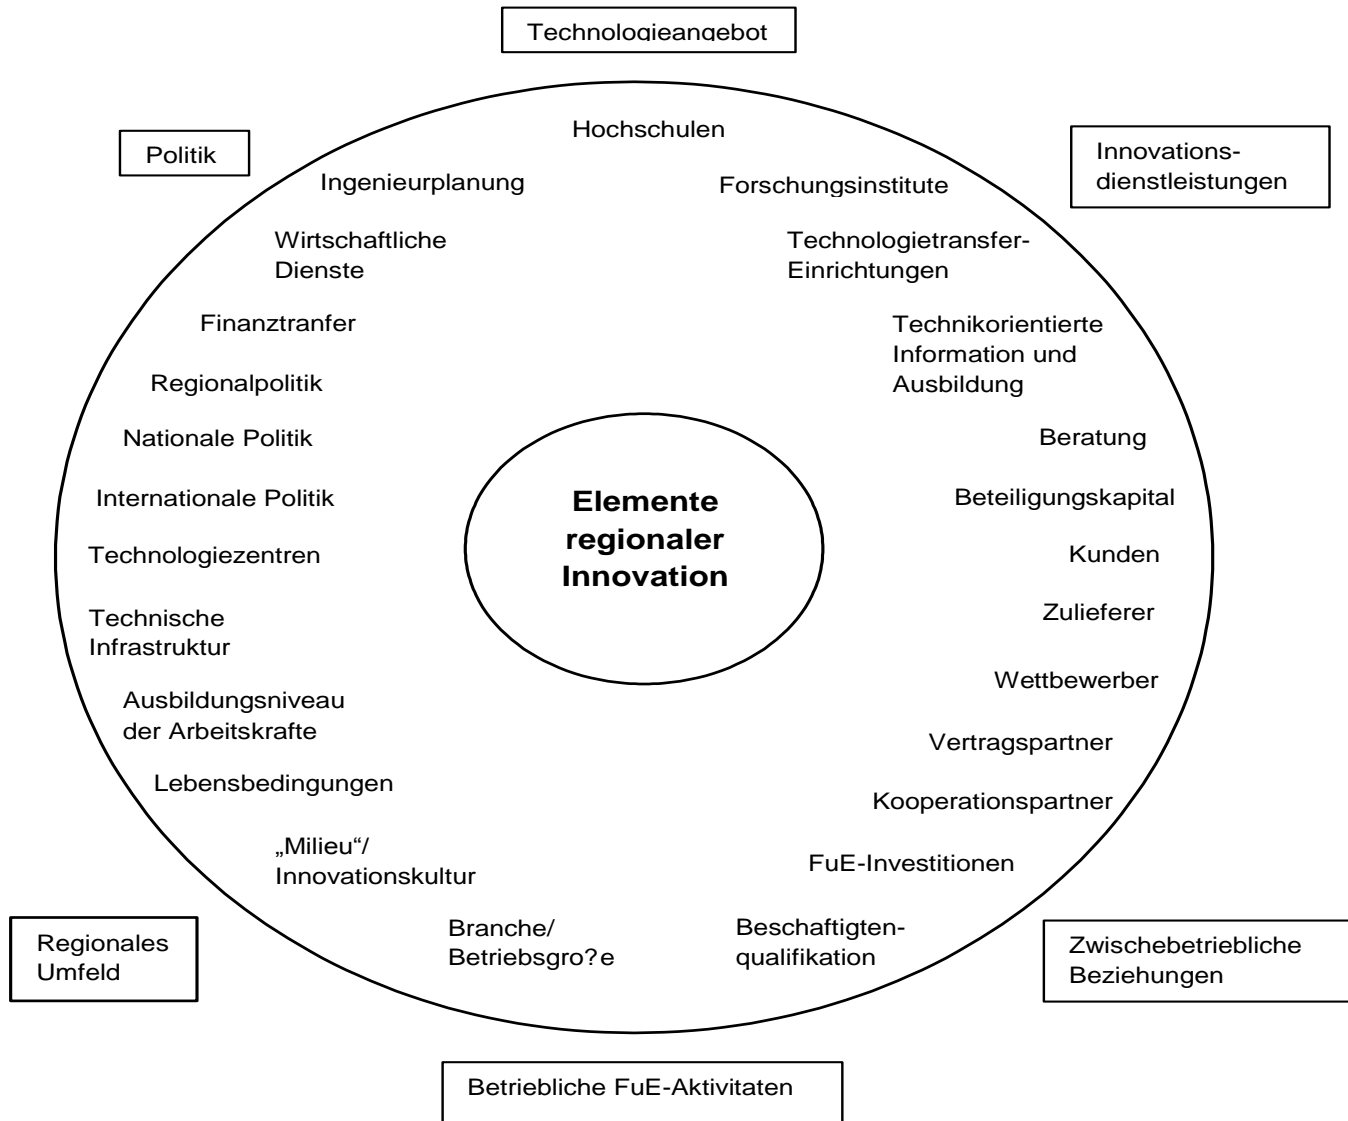 Technologieangebot
Politik
Innovations-
dienstleistungen
Hochschulen
Ingenieurplanung
Forschungsinstitute
Wirtschaftliche
Dienste
Technologietransfer-
Einrichtungen
Finanztranfer
Technikorientierte
Information und
Ausbildung
Regionalpolitik
Nationale Politik
Beratung
Internationale Politik
Beteiligungskapital
Elemente
regionaler
Innovation
Technologiezentren
Kunden
Technische
Infrastruktur
Zulieferer
Wettbewerber
Ausbildungsniveau
der Arbeitskrafte
Vertragspartner
Lebensbedingungen
Kooperationspartner
„Milieu“/
Innovationskultur
FuE-Investitionen
Branche/
Betriebsgro?e
Beschaftigten-
qualifikation
Regionales
Umfeld
Zwischebetriebliche
Beziehungen
Betriebliche FuE-Aktivitaten